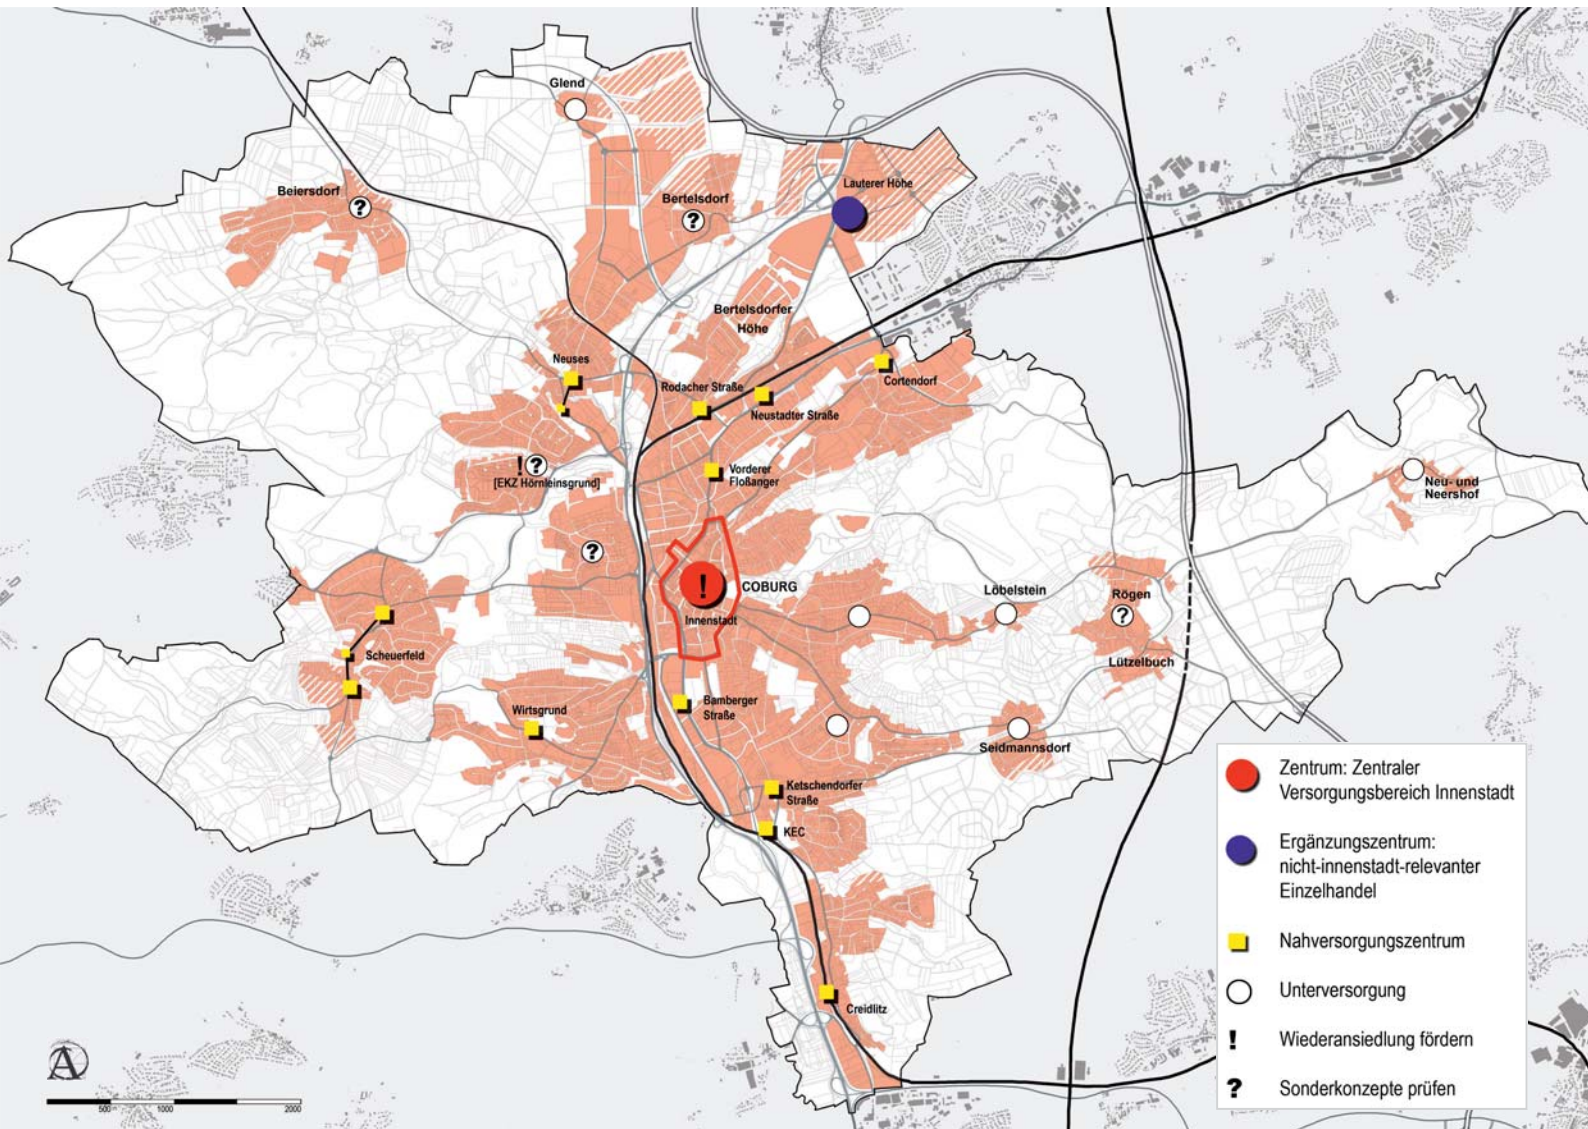 Glend
Beiersdorf
?
Bertelsdorf
?
Lauterer Höhe
Bertelsdorfer
Höhe
Neuses
Rodacher Straße
Neustadter Straße
Cortendorf
! ?
[EKZ Hörnleinsgrund]
Vorderer
Floßanger
Neu- und
Neershof
?
!
COBURG
Innenstadt
Löbelstein
Rögen
?
Lützelbuch
Scheuerfeld
Wirtsgrund
Bamberger
Straße
Seidmannsdorf
Ketschendorfer
Straße
KEC
Creidlitz
Zentrum: Zentraler
Versorgungsbereich Innenstadt
Ergänzungszentrum:
nicht-innenstadt-relevanter
Einzelhandel
Nahversorgungszentrum
Unterversorgung
! Wiederansiedlung fördern
? Sonderkonzepte prüfen
A
500 1000 2000